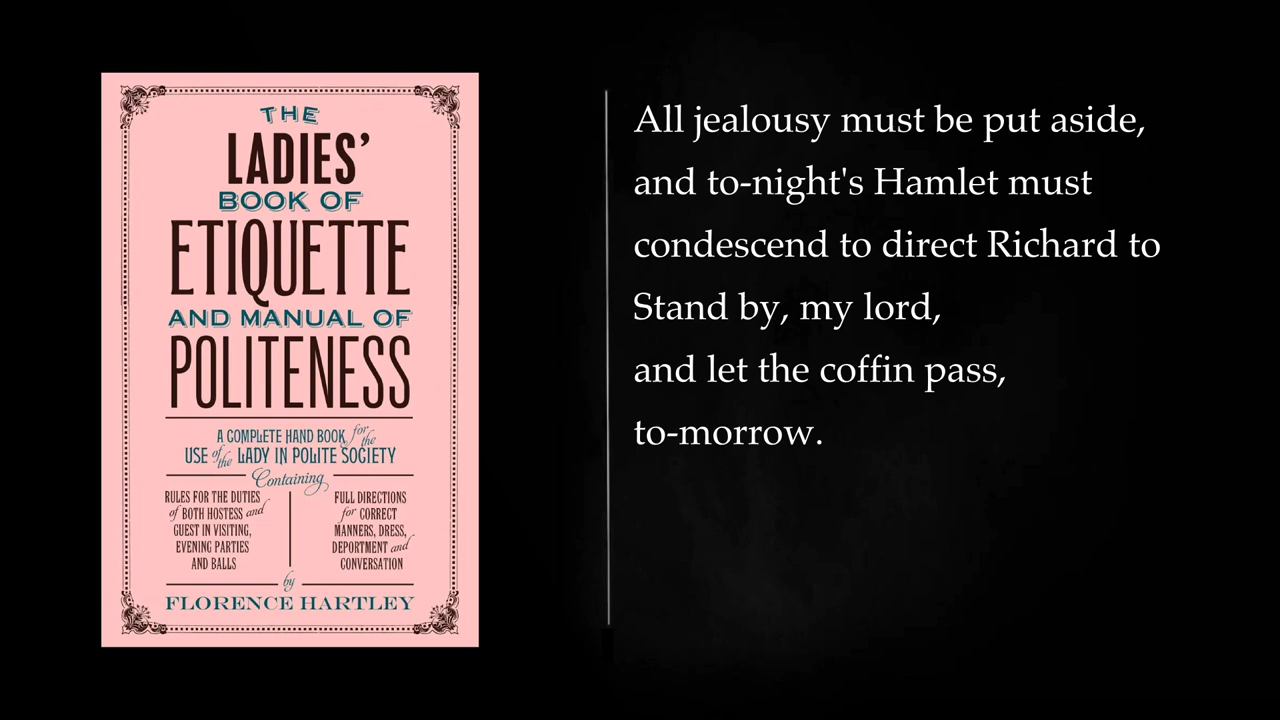 THE
LADIES'
BOOK OF
ETIQUETTE
AND MANUAL OF
POLITENESS
A COMPLETE HAND BOOK for the
USE of the LADY IN POLITE SOCIETY
Containing
RULES FOR THE DUTIES
of BOTH HOSTESS and
GUEST IN VISITING,
EVENING PARTIES
AND BALLS
FULL DIRECTIONS
for CORRECT
MANNERS, DRESS,
DEPORTMENT and
CONVERSATION
by
FLORENCE HARTLEY
All jealousy must be put aside,
and to-night's Hamlet must
condescend to direct Richard to
Stand by, my lord,
and let the coffin pass,
to-morrow.